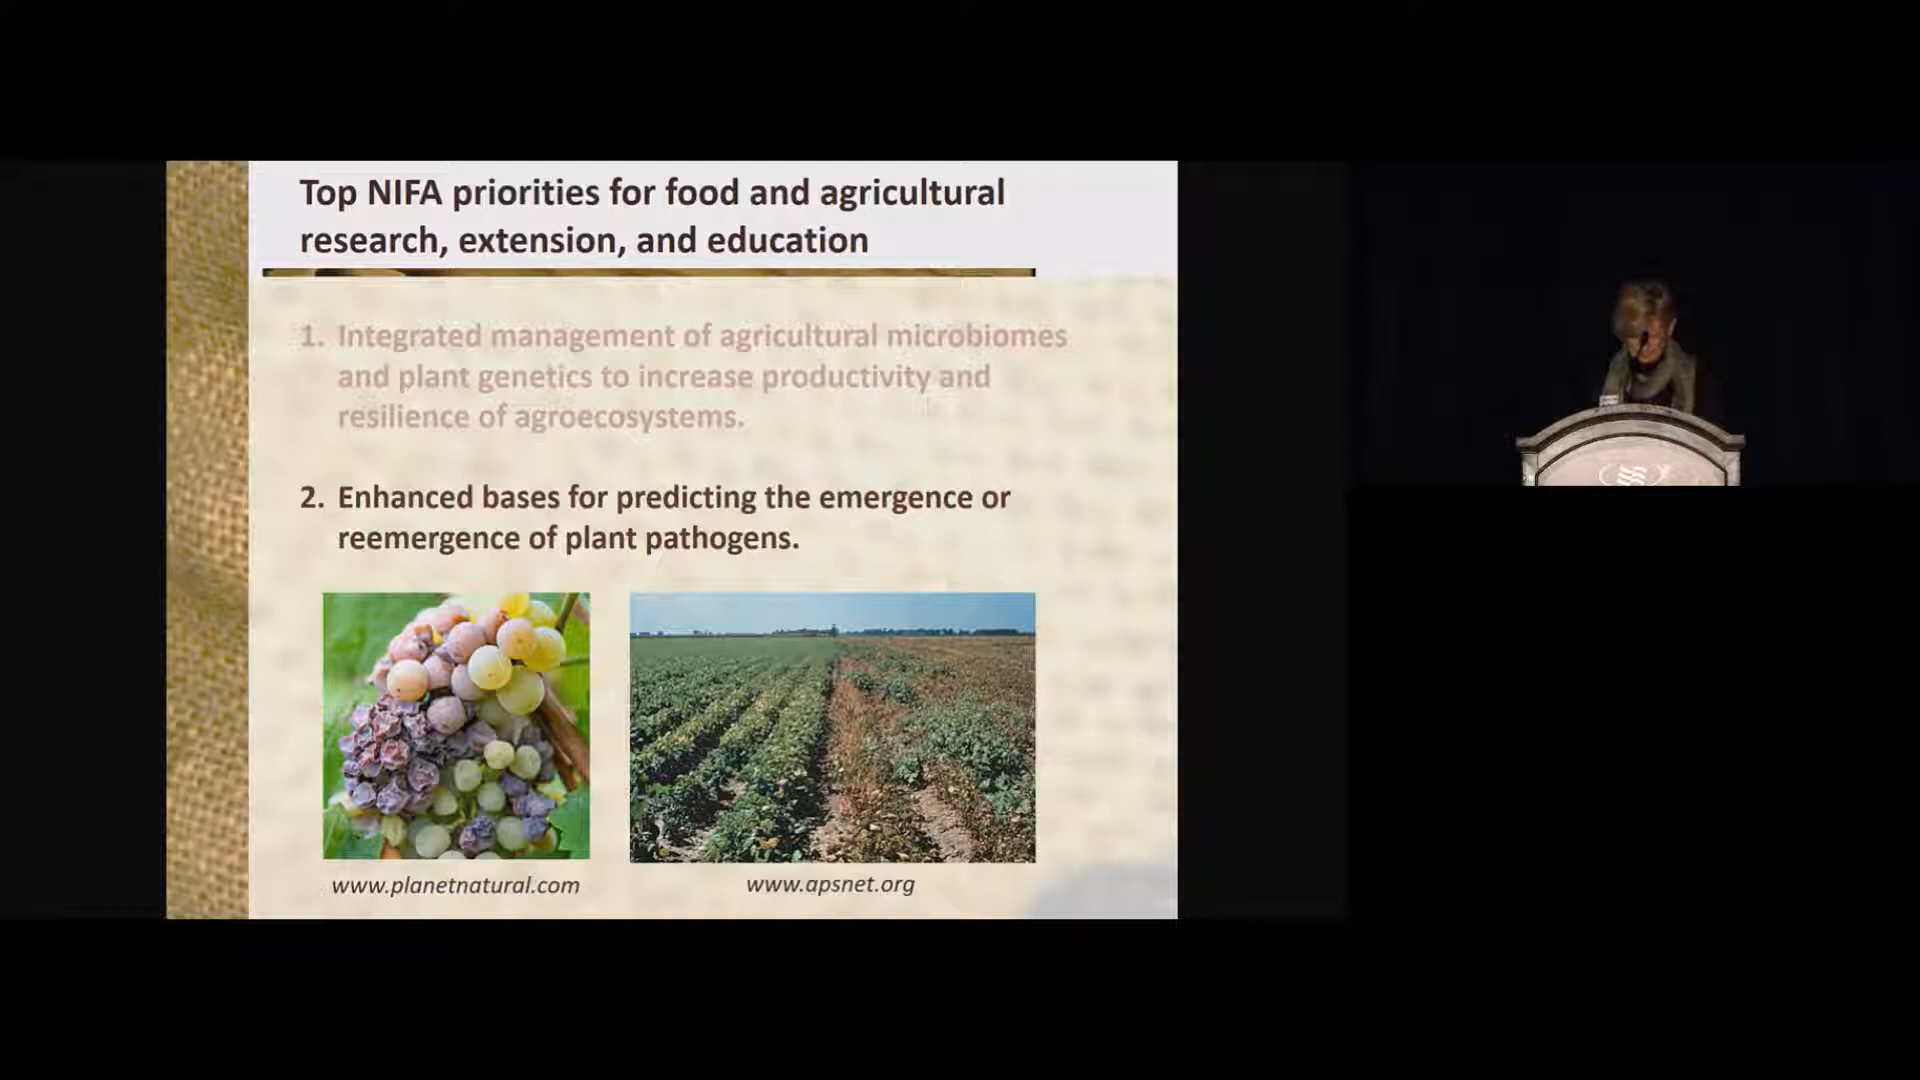 Top NIFA priorities for food and agricultural
research, extension, and education
1. Integrated management of agricultural microbiomes
and plant genetics to increase productivity and
resilience of agroecosystems.
2. Enhanced bases for predicting the emergence or
reemergence of plant pathogens.
www.planetnatural.com
www.apsnet.org